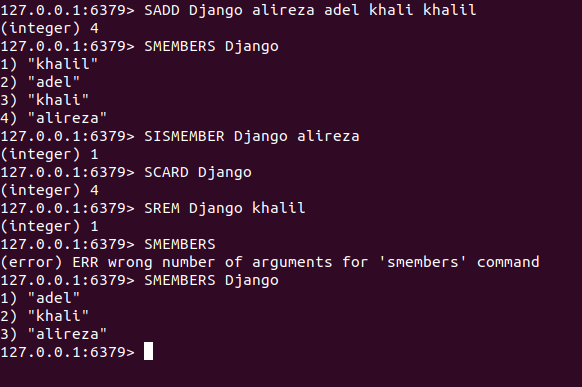 127.0.0.1:6379> SADD Django alireza adel khali khalil
(integer) 4
127.0.0.1:6379> SMEMBERS Django
1) "khalil"
2) "adel"
3) "khali"
4) "alireza"
127.0.0.1:6379> SISMEMBER Django alireza
(integer) 1
127.0.0.1:6379> SCARD Django
(integer) 4
127.0.0.1:6379> SREM Django khalil
(integer) 1
127.0.0.1:6379> SMEMBERS
(error) ERR wrong number of arguments for 'smembers' command
127.0.0.1:6379> SMEMBERS Django
1) "adel"
2) "khali"
3) "alireza"
127.0.0.1:6379>